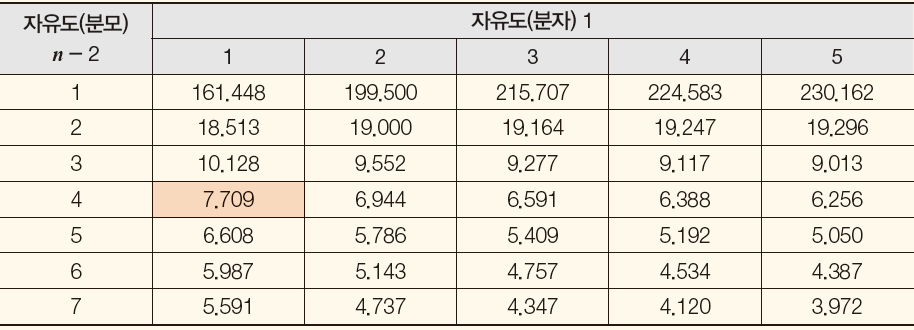 자유도(분모)
n - 2
자유도(분자) 1
1 2 3 4 5
1 161.448 199.500 215.707 224.583 230.162
2 18.513 19.000 19.164 19.247 19.296
3 10.128 9.552 9.277 9.117 9.013
4 7.709 6.944 6.591 6.388 6.256
5 6.608 5.786 5.409 5.192 5.050
6 5.987 5.143 4.757 4.534 4.387
7 5.591 4.737 4.347 4.120 3.972